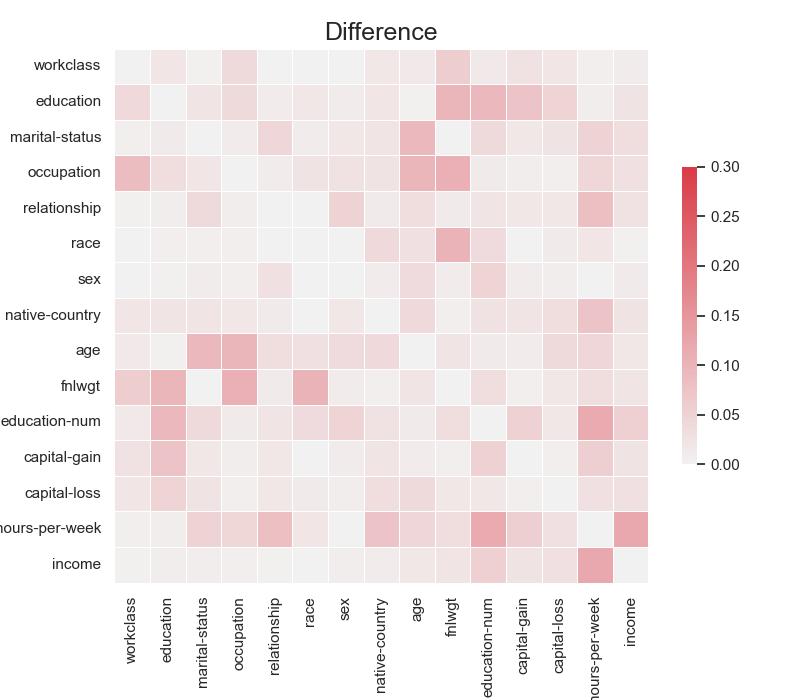 Difference
workclass
education
marital-status
occupation
relationship
race
sex
native-country
age
fnlwgt
education-num
capital-gain
capital-loss
hours-per-week
income
0.30
0.25
0.20
0.15
0.10
0.05
0.00
workclass
education
marital-status
occupation
relationship
race
sex
native-country
age
fnlwgt
education-num
capital-gain
capital-loss
hours-per-week
income